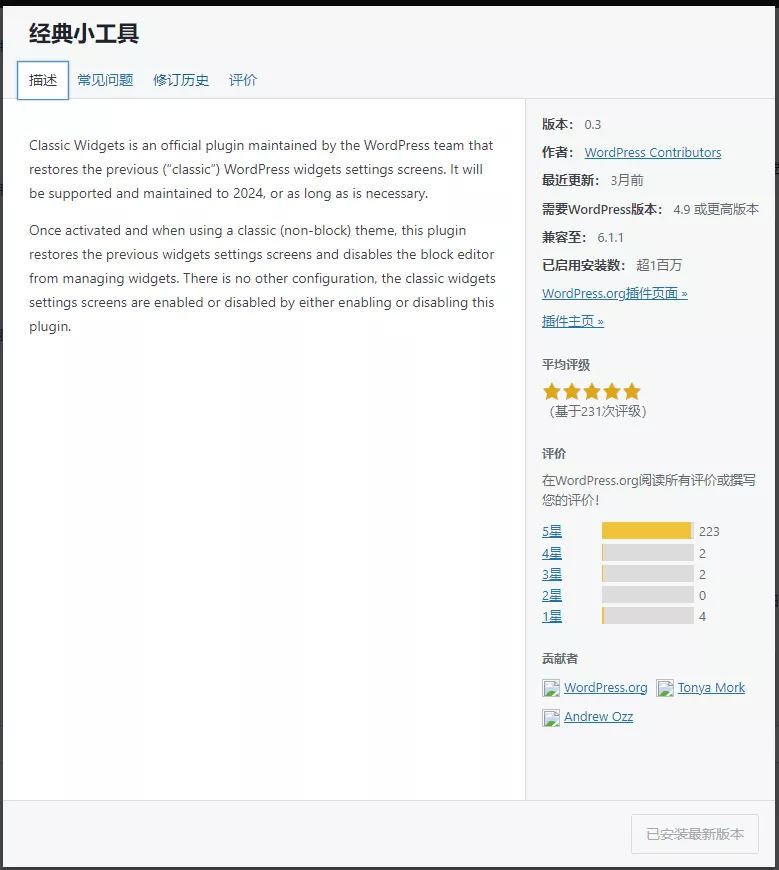 经典小工具
描述 常见问题 修订历史 评价
Classic Widgets is an official plugin maintained by the WordPress team that
restores the previous (“classic”) WordPress widgets settings screens. It will
be supported and maintained to 2024, or as long as is necessary.
Once activated and when using a classic (non-block) theme, this plugin
restores the previous widgets settings screens and disables the block editor
from managing widgets. There is no other configuration, the classic widgets
settings screens are enabled or disabled by either enabling or disabling this
plugin.
版本： 0.3
作者： WordPress Contributors
最近更新： 3月前
需要WordPress版本： 4.9 或更高版本
兼容至： 6.1.1
已启用安装数： 超1百万
WordPress.org插件页面 »
插件主页 »
平均评级
（基于231次评级）
评价
在WordPress.org阅读所有评价或撰写
您的评价！
5星 223
4星 2
3星 2
2星 0
1星 4
贡献者
WordPress.org Tonya Mork
Andrew Ozz
已安装最新版本